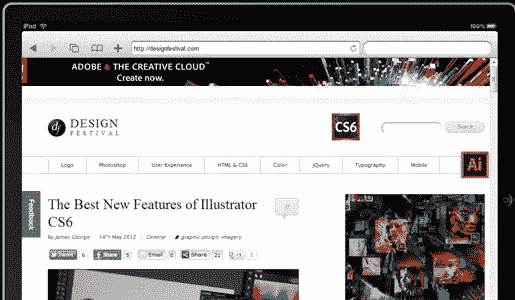 iPad
100%
http://designfestival.com
ADOBE & THE CREATIVE CLOUD™
Create now.
df
DESIGN
FESTIVAL
CS6
Search
Logo
Photoshop
User Experience
HTML & CSS
Color
jQuery
Typography
Mobile
Ai
Feedback
The Best New Features of Illustrator
CS6
By James George
14th May 2012
General
graphic design, imagery
Tweet
6
Share
5
Email
0
Share
21
+1